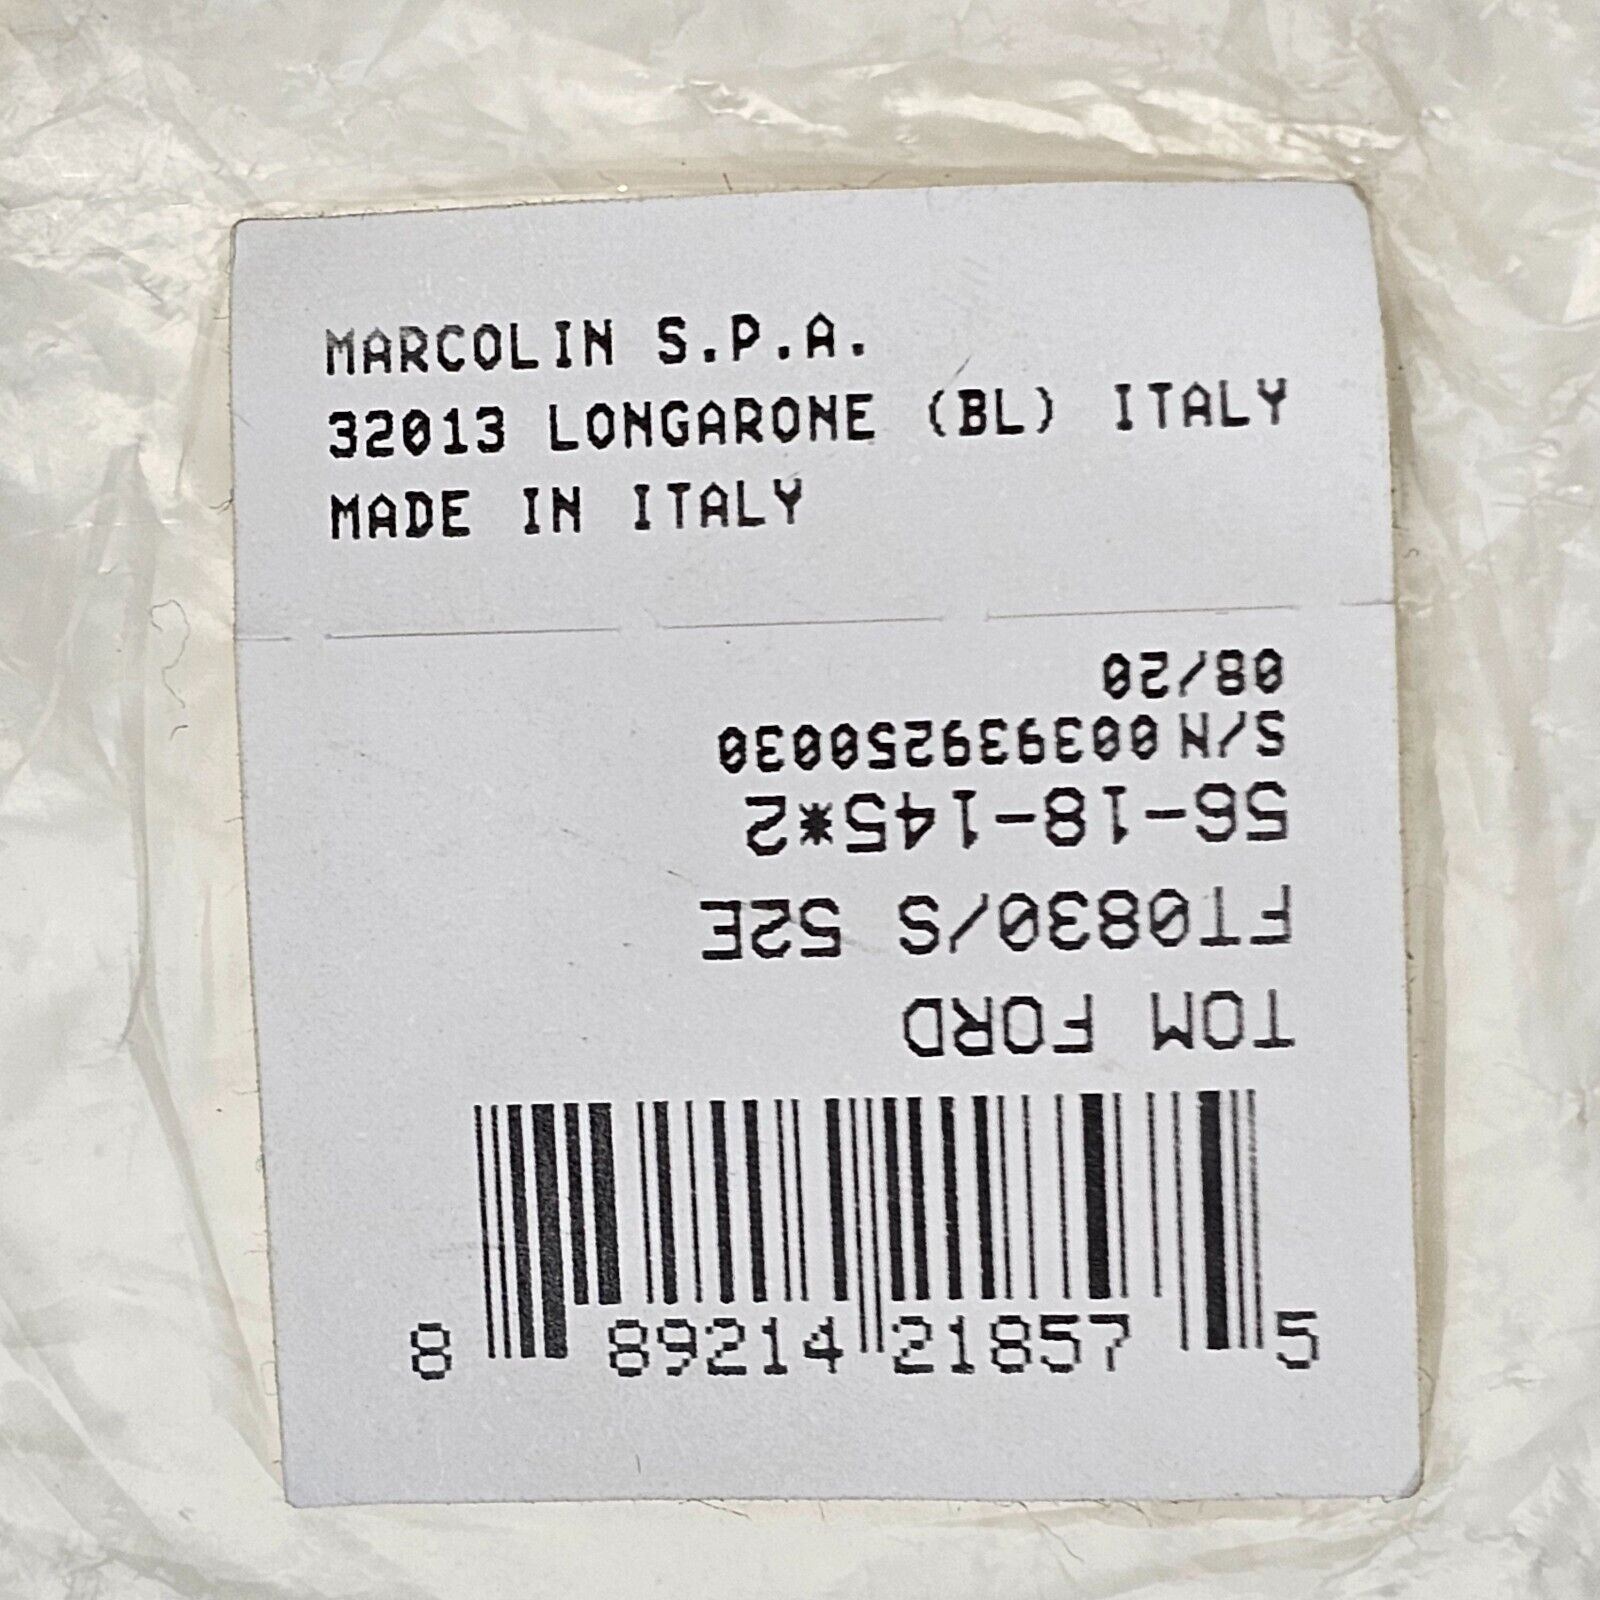 MARCOLIN S.P.A.
32013 LONGARONE (BL) ITALY
MADE IN ITALY
TOM FORD
FT0830/S 52E
56-18-145*2
S/N 0039393250030
08/20
8 89214 21857 5